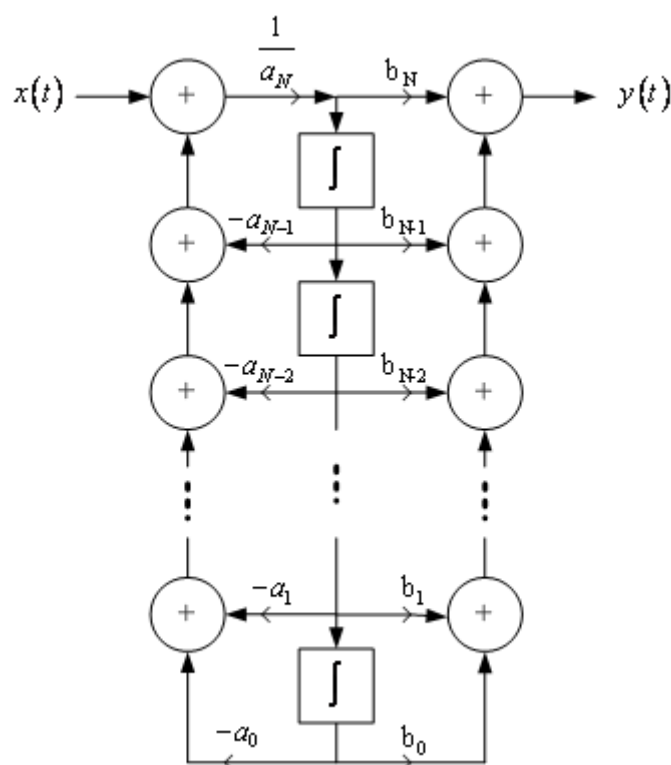 x(t) + 1/a_N b_N + y(t)
∫
+ −a_{N−1} b_{N-1} +
∫
+ −a_{N−2} b_{N-2} +
+ −a_1 b_1 +
∫
−a_0 b_0